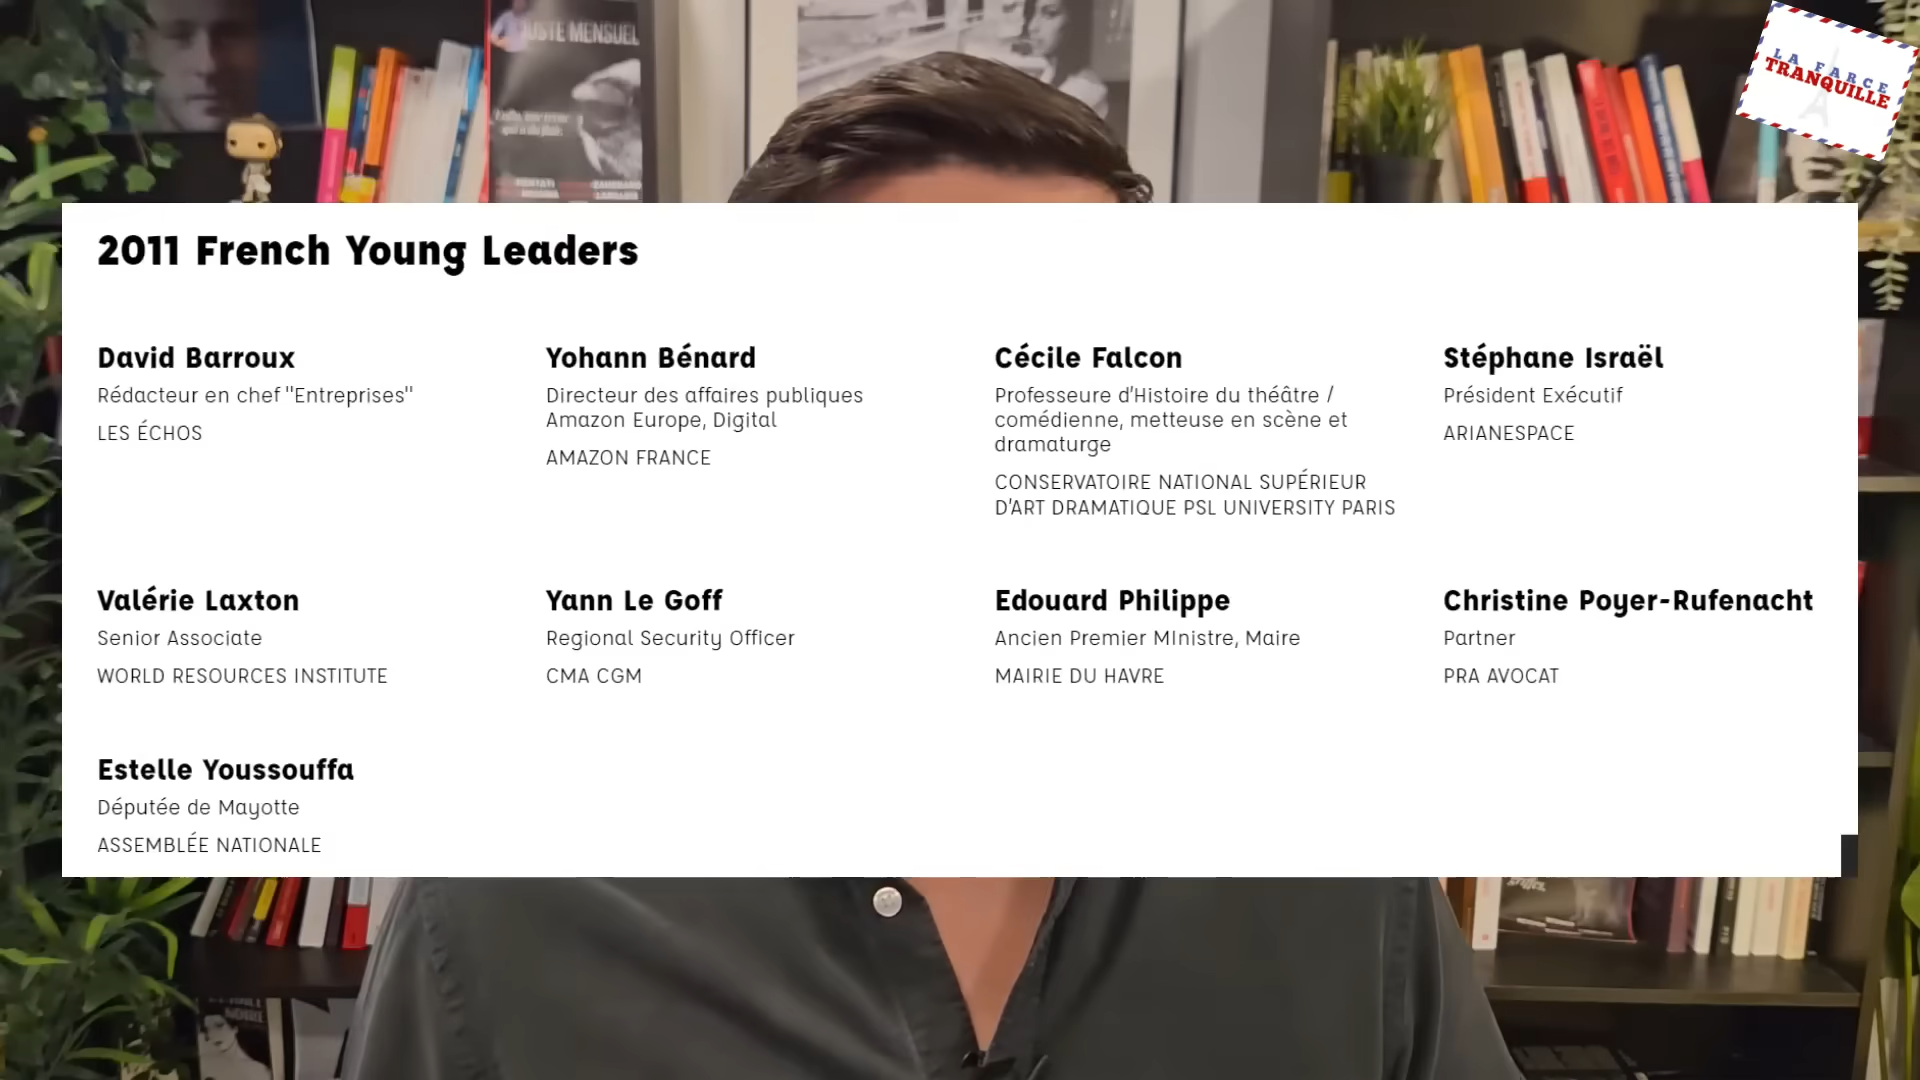 JUSTE MENSUEL
LA FARCE
TRANQUILLE
2011 French Young Leaders
David Barroux
Rédacteur en chef "Entreprises"
LES ÉCHOS
Yohann Bénard
Directeur des affaires publiques
Amazon Europe, Digital
AMAZON FRANCE
Cécile Falcon
Professeure d'Histoire du théâtre /
comédienne, metteuse en scène et
dramaturge
CONSERVATOIRE NATIONAL SUPÉRIEUR
D'ART DRAMATIQUE PSL UNIVERSITY PARIS
Stéphane Israël
Président Exécutif
ARIANESPACE
Valérie Laxton
Senior Associate
WORLD RESOURCES INSTITUTE
Yann Le Goff
Regional Security Officer
CMA CGM
Edouard Philippe
Ancien Premier MInistre, Maire
MAIRIE DU HAVRE
Christine Poyer-Rufenacht
Partner
PRA AVOCAT
Estelle Youssouffa
Députée de Mayotte
ASSEMBLÉE NATIONALE